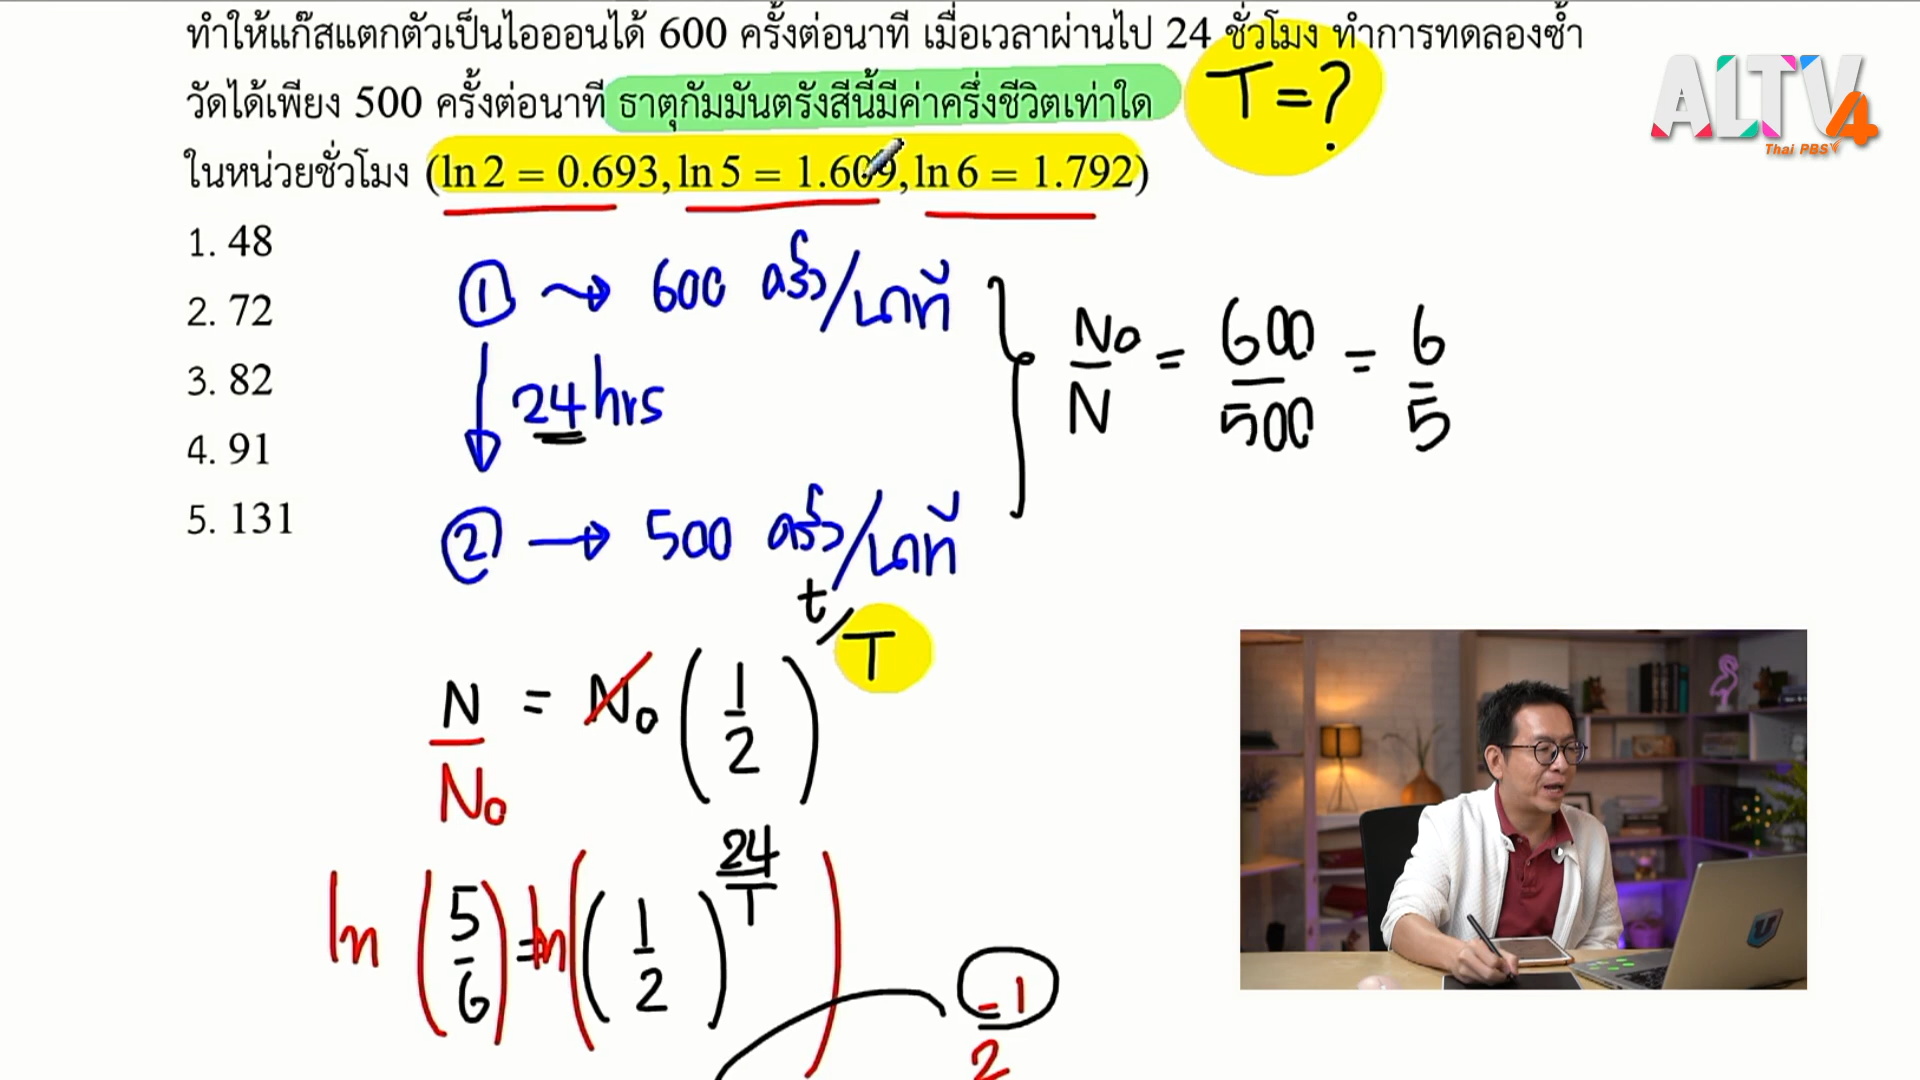 ทำให้แก๊สแตกตัวเป็นไอออนได้ 600 ครั้งต่อนาที เมื่อเวลาผ่านไป 24 ชั่วโมง ทำการทดลองซ้ำ
วัดได้เพียง 500 ครั้งต่อนาที ธาตุกัมมันตรังสีนี้มีค่าครึ่งชีวิตเท่าใด
T = ?
ในหน่วยชั่วโมง (ln 2 = 0.693, ln 5 = 1.609, ln 6 = 1.792)
ALTV4
Thai PBS
1. 48
2. 72
3. 82
4. 91
5. 131
① → 600 ครั้ง/นาที
24 hrs
② → 500 ครั้ง/นาที
N₀/N = 600/500 = 6/5
N/N₀ = N₀ (1/2)^(t/T)
ln (5/6) = ln ((1/2)^(24/T))
-1
2